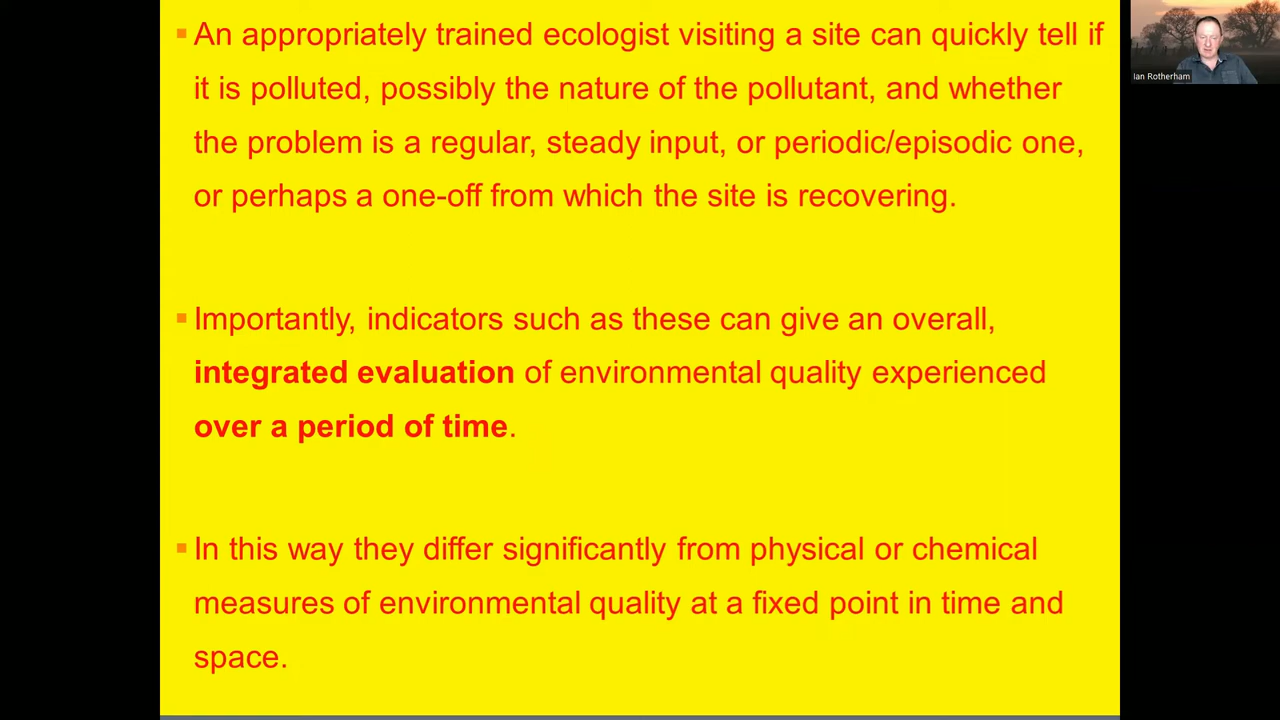 An appropriately trained ecologist visiting a site can quickly tell if
it is polluted, possibly the nature of the pollutant, and whether
the problem is a regular, steady input, or periodic/episodic one,
or perhaps a one-off from which the site is recovering.
Importantly, indicators such as these can give an overall,
integrated evaluation of environmental quality experienced
over a period of time.
In this way they differ significantly from physical or chemical
measures of environmental quality at a fixed point in time and
space.
Ian Rotherham